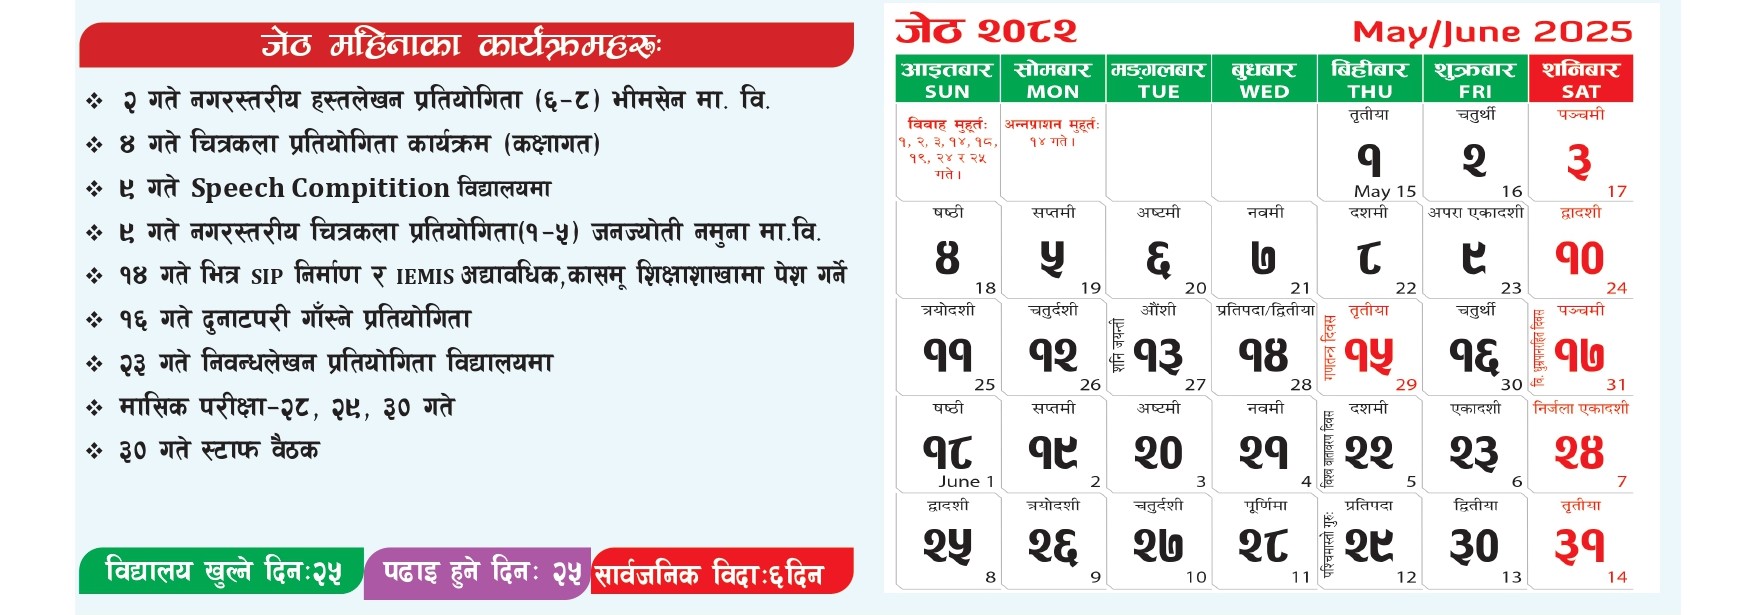 जेठ महिनाका कार्यक्रमहरूः
❖ २ गते नगरस्तरीय हस्तलेखन प्रतियोगिता (६-८) भीमसेन मा. वि.
❖ ४ गते चित्रकला प्रतियोगिता कार्यक्रम (कक्षागत)
❖ ९ गते Speech Compitition विद्यालयमा
❖ ९ गते नगरस्तरीय चित्रकला प्रतियोगिता(१-५) जनज्योती नमुना मा.वि.
❖ १४ गते भित्र SIP निर्माण र IEMIS अद्यावधिक,कासमू शिक्षाशाखामा पेश गर्ने
❖ १६ गते दुनाटपरी गाँस्ने प्रतियोगिता
❖ २३ गते निवन्धलेखन प्रतियोगिता विद्यालयमा
❖ मासिक परीक्षा-२८, २९, ३० गते
❖ ३० गते स्टाफ वैठक
विद्यालय खुल्ने दिनः२५ पढाइ हुने दिनः २५ सार्वजनिक विदाः६दिन
जेठ २०८२ May/June 2025
आइतबार सोमबार मङ्गलबार बुधबार बिहीबार शुक्रबार शनिबार
SUN MON TUE WED THU FRI SAT
विवाह मुहूर्तः
१, २, ३, १४, १८,
१९, २४ र २५
गते ।
अन्नप्राशन मुहूर्तः
१४ गते ।
तृतीया चतुर्थी पञ्चमी
१ २ ३
May 15 16 17
षष्ठी सप्तमी अष्टमी नवमी दशमी अपरा एकादशी द्वादशी
४ ५ ६ ७ ८ ९ १०
18 19 20 21 22 23 24
त्रयोदशी चतुर्दशी औंशी प्रतिपदा/द्वितीया तृतीया चतुर्थी पञ्चमी
शनि जयन्ती
गणतन्त्र दिवस
वि. धुम्रपानरहित दिवस
११ १२ १३ १४ १५ १६ १७
25 26 27 28 29 30 31
षष्ठी सप्तमी अष्टमी नवमी दशमी एकादशी निर्जला एकादशी
विश्व वातावरण दिवस
१८ १९ २० २१ २२ २३ २४
June 1 2 3 4 5 6 7
द्वादशी त्रयोदशी चतुर्दशी पूर्णिमा प्रतिपदा द्वितीया तृतीया
पश्चिमास्तो गुरुः
२५ २६ २७ २८ २९ ३० ३१
8 9 10 11 12 13 14